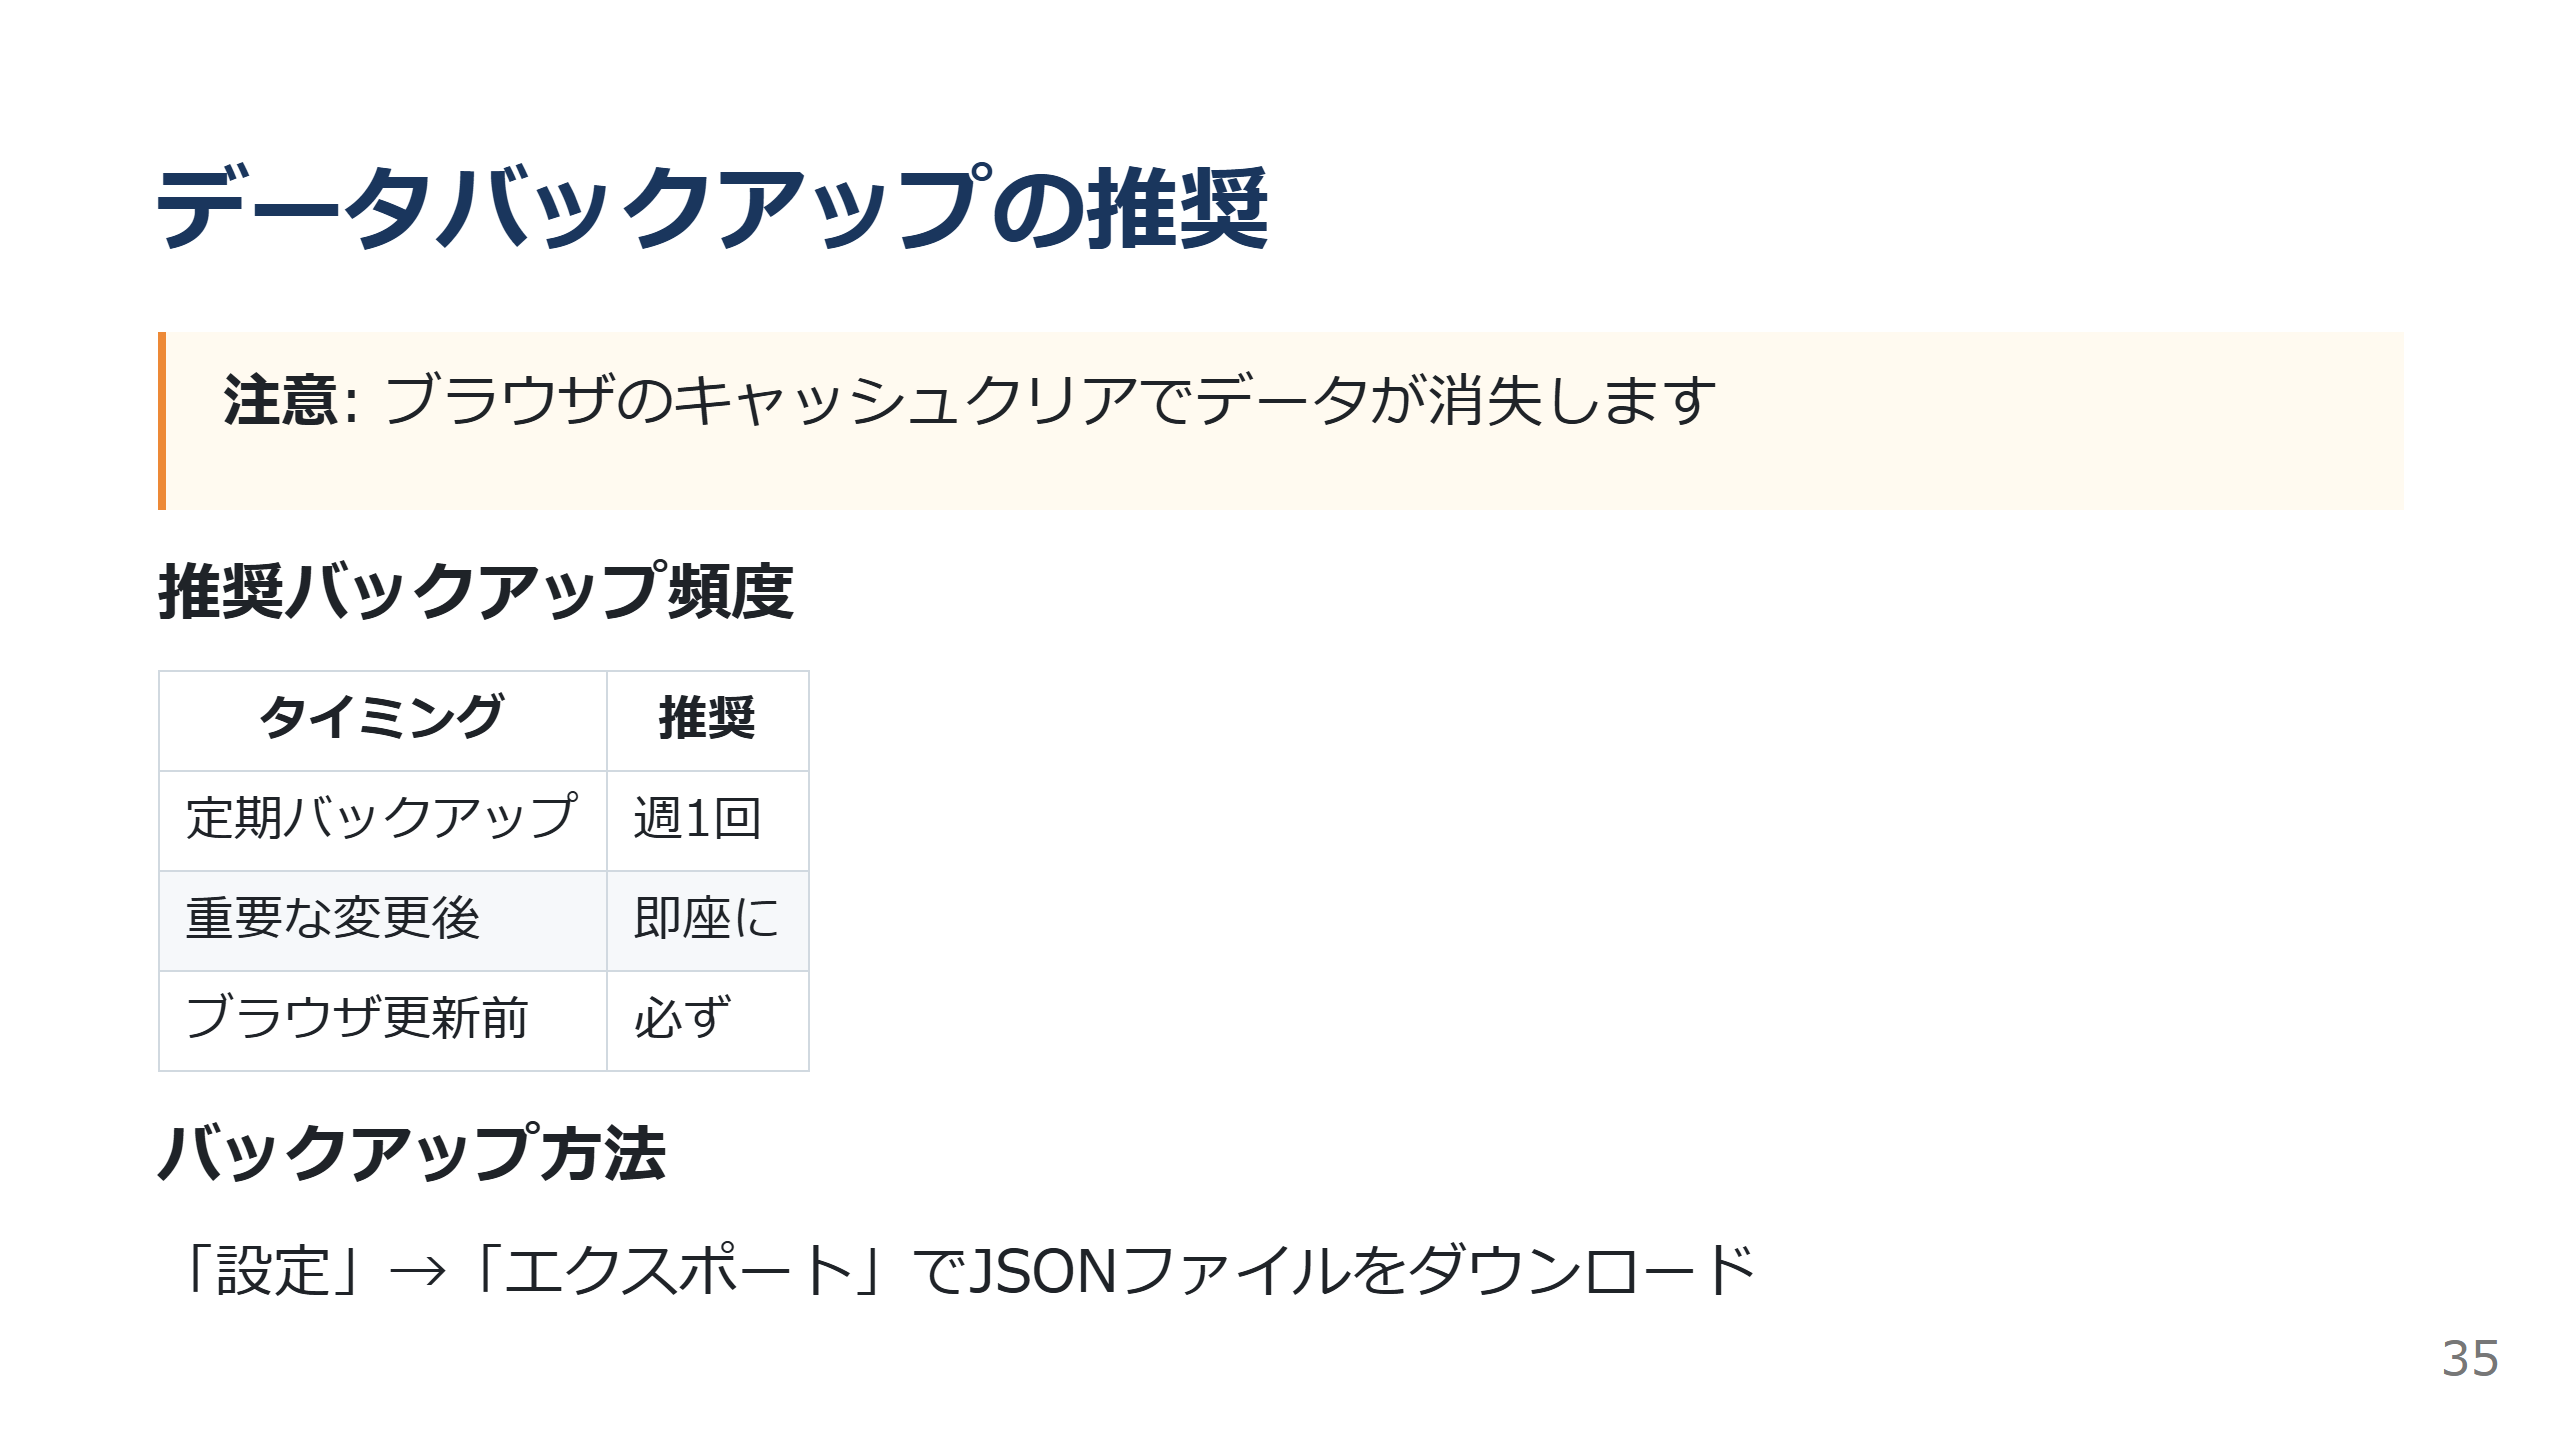 データバックアップの推奨
注意: ブラウザのキャッシュクリアでデータが消失します
推奨バックアップ頻度
タイミング 推奨
定期バックアップ 週1回
重要な変更後 即座に
ブラウザ更新前 必ず
バックアップ方法
「設定」→「エクスポート」でJSONファイルをダウンロード
35